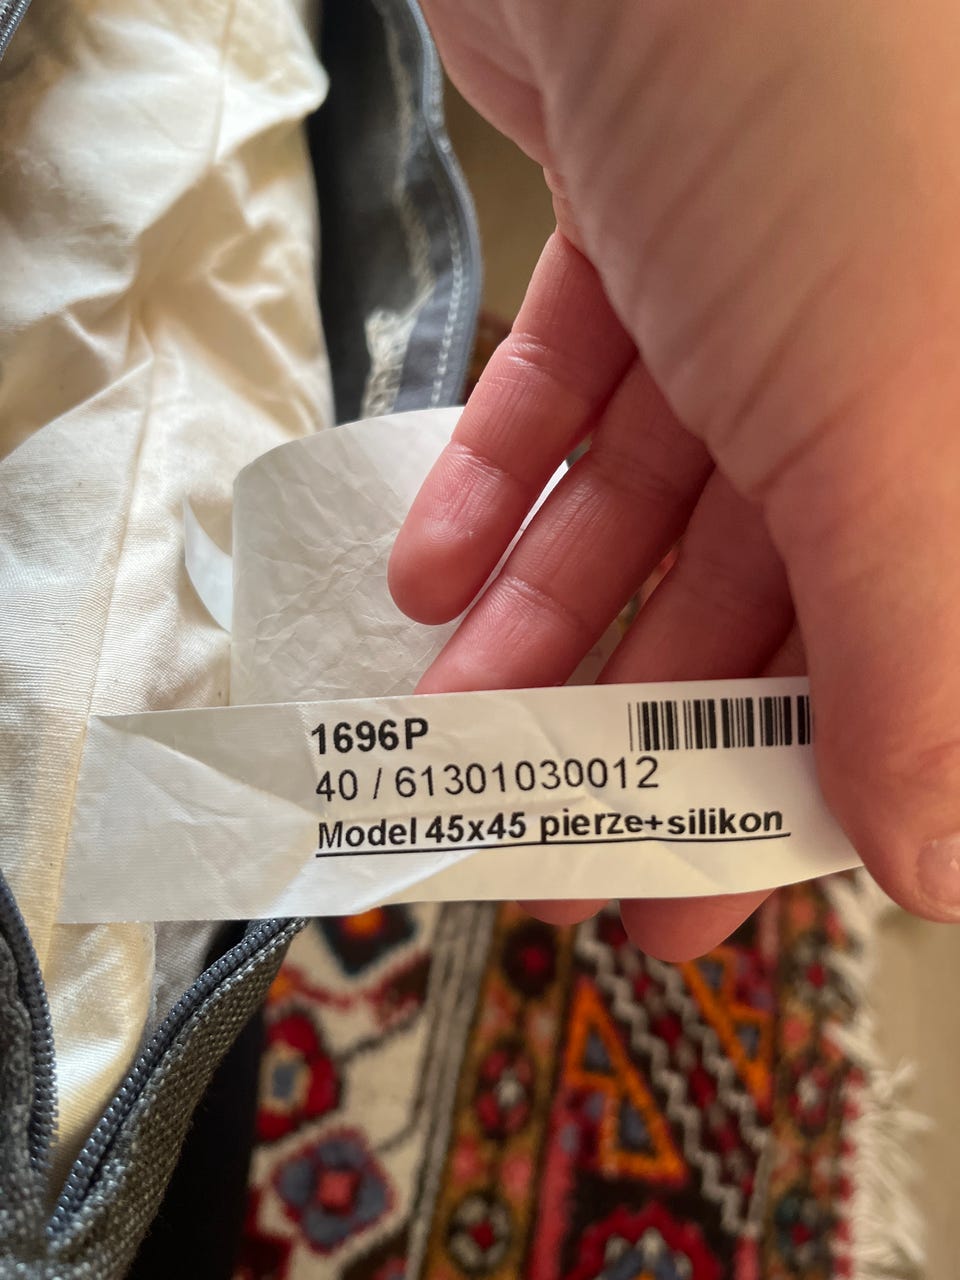 1696P
40 / 61301030012
Model 45x45 pierze+silikon